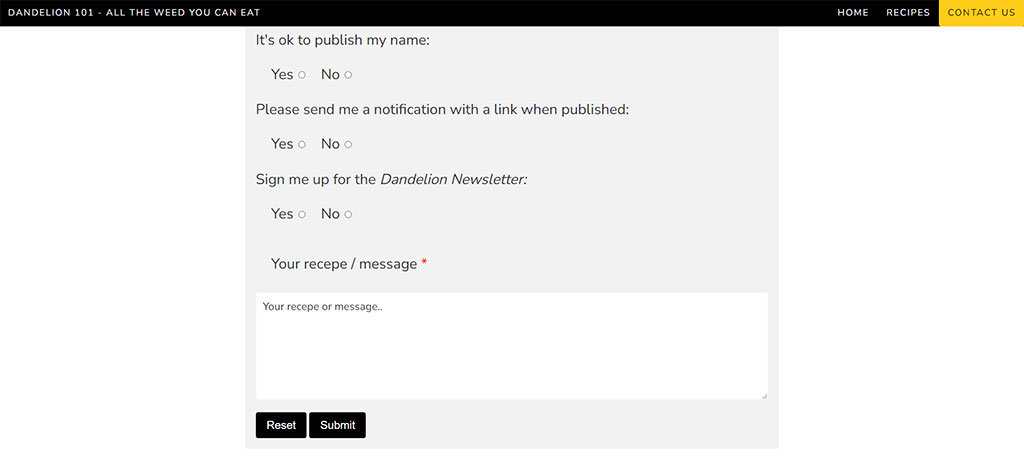 DANDELION 101 - ALL THE WEED YOU CAN EAT HOME RECIPES CONTACT US
It's ok to publish my name:
Yes No
Please send me a notification with a link when published:
Yes No
Sign me up for the Dandelion Newsletter:
Yes No
Your recepe / message *
Your recepe or message..
Reset Submit